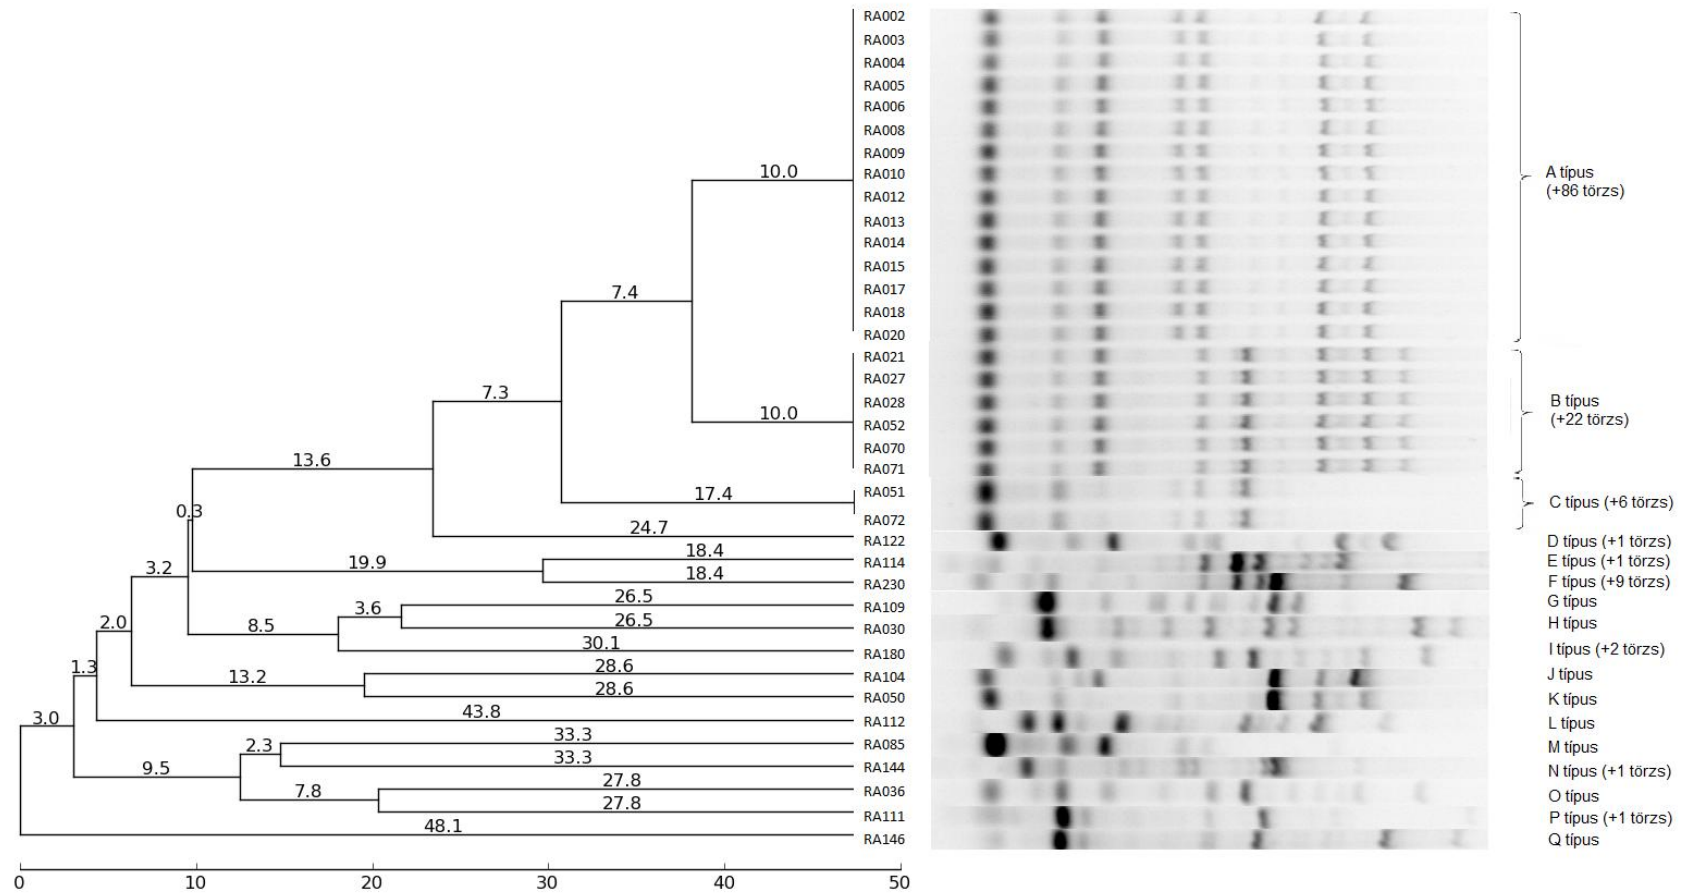 RA002
RA003
RA004
RA005
RA006
RA008
RA009
10.0
RA010
A típus
(+86 törzs)
RA012
RA013
RA014
RA015
RA017
7.4
RA018
RA020
RA021
RA027
7.3
RA028
B típus
(+22 törzs)
10.0
RA052
RA070
13.6
RA071
17.4
RA051
C típus (+6 törzs)
0.3
RA072
24.7
RA122
D típus (+1 törzs)
18.4
RA114
E típus (+1 törzs)
3.2
19.9
18.4
RA230
F típus (+9 törzs)
26.5
RA109
G típus
3.6
2.0
8.5
26.5
RA030
H típus
30.1
RA180
I típus (+2 törzs)
1.3
13.2
28.6
RA104
J típus
28.6
RA050
K típus
3.0
43.8
RA112
L típus
33.3
RA085
M típus
2.3
9.5
33.3
RA144
N típus (+1 törzs)
27.8
RA036
O típus
7.8
27.8
RA111
P típus (+1 törzs)
48.1
RA146
Q típus
0 10 20 30 40 50